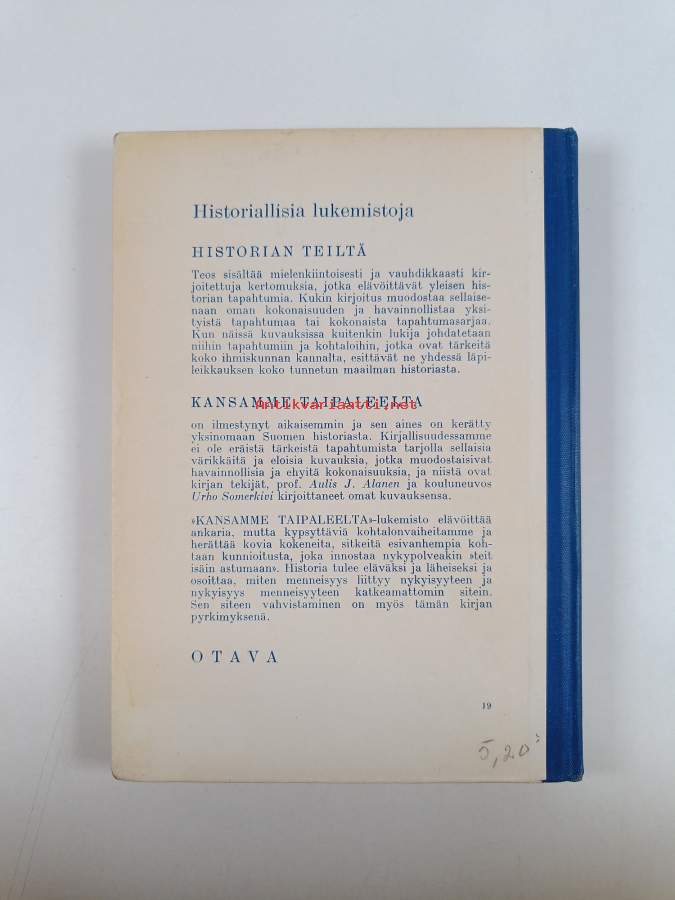 Historiallisia lukemistoja
HISTORIAN TEILTÄ
Teos sisältää mielenkiintoisesti ja vauhdikkaasti kir-
joitettuja kertomuksia, jotka elävöittävät yleisen his-
torian tapahtumia. Kukin kirjoitus muodostaa sellaise-
naan oman kokonaisuuden ja havainnollistaa yksi-
tyistä tapahtumaa tai kokonaista tapahtumasarjaa.
Kun näissä kuvauksissa kuitenkin lukija johdatetaan
niihin tapahtumiin ja kohtaloihin, jotka ovat tärkeitä
koko ihmiskunnan kannalta, esittävät ne yhdessä läpi-
leikkauksen koko tunnetun maailman historiasta.
KANSAMME TAIPALEELTA
Antikvariaatti.net
on ilmestynyt aikaisemmin ja sen aines on kerätty
yksinomaan Suomen historiasta. Kirjallisuudessamme
ei ole eräistä tärkeistä tapahtumista tarjolla sellaisia
värikkäitä ja eloisia kuvauksia, jotka muodostaisivat
havainnollisia ja ehyitä kokonaisuuksia, ja niistä ovat
kirjan tekijät, prof. Aulis J. Alanen ja kouluneuvos
Urho Somerkivi kirjoittaneet omat kuvauksensa.
»KANSAMME TAIPALEELTA»-lukemisto elävöittää
ankaria, mutta kypsyttäviä kohtalonvaiheitamme ja
herättää kovia kokeneita, sitkeitä esivanhempia koh-
taan kunnioitusta, joka innostaa nykypolveakin »teit
isäin astumaan». Historia tulee eläväksi ja läheiseksi ja
osoittaa, miten menneisyys liittyy nykyisyyteen ja
nykyisyys menneisyyteen katkeamattomin sitein.
Sen siteen vahvistaminen on myös tämän kirjan
pyrkimyksenä.
OTAVA
19
5,20